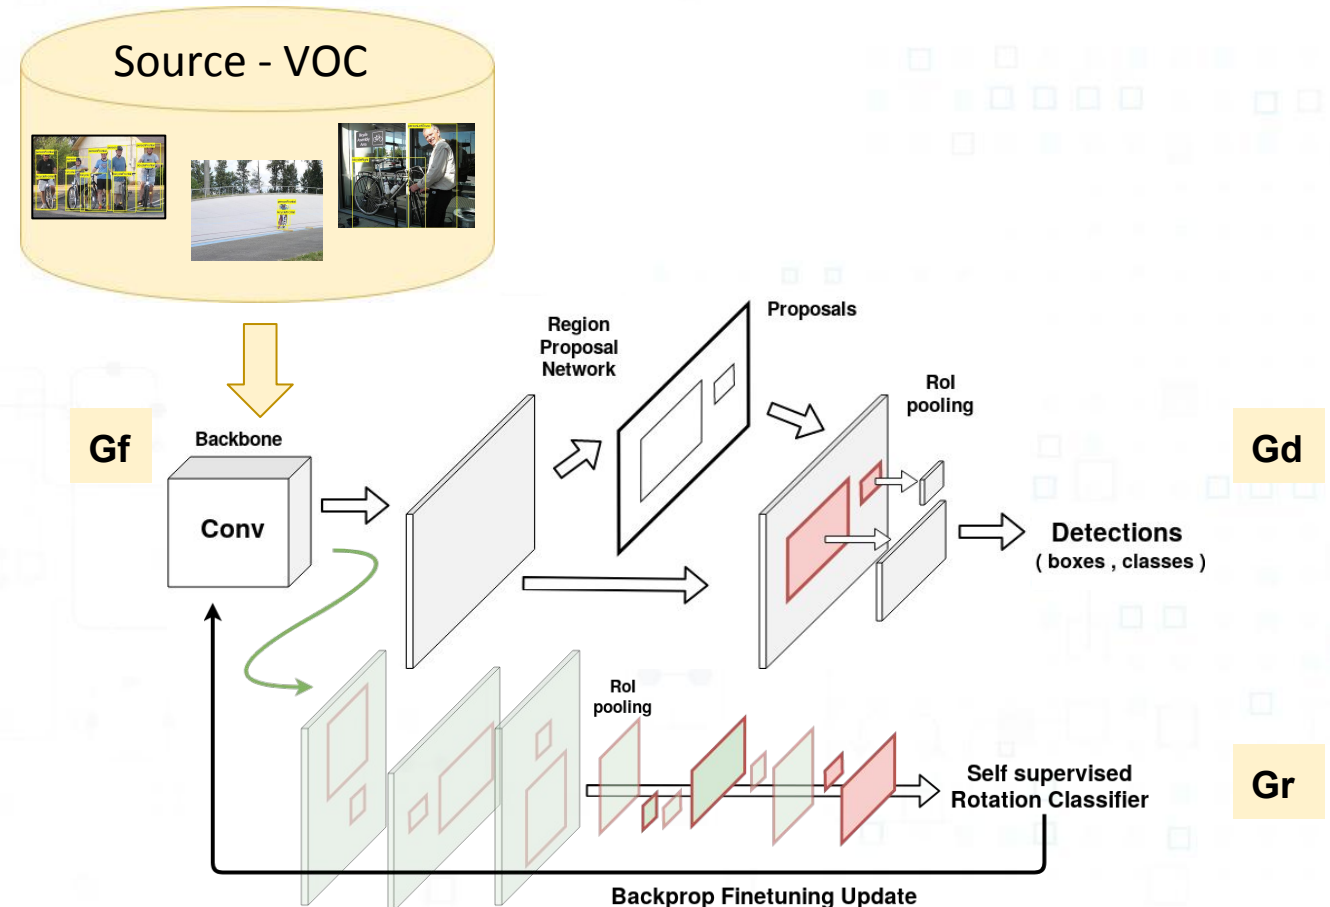 Source - VOC
Region
Proposal
Network
Proposals
RoI
pooling
Gf
Backbone
Conv
Gd
Detections
( boxes , classes )
RoI
pooling
Self supervised
Rotation Classifier
Gr
Backprop Finetuning Update